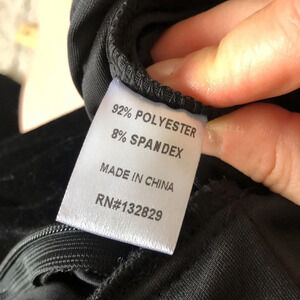 92% POLYESTER
8% SPANDEX
MADE IN CHINA
RN#132829